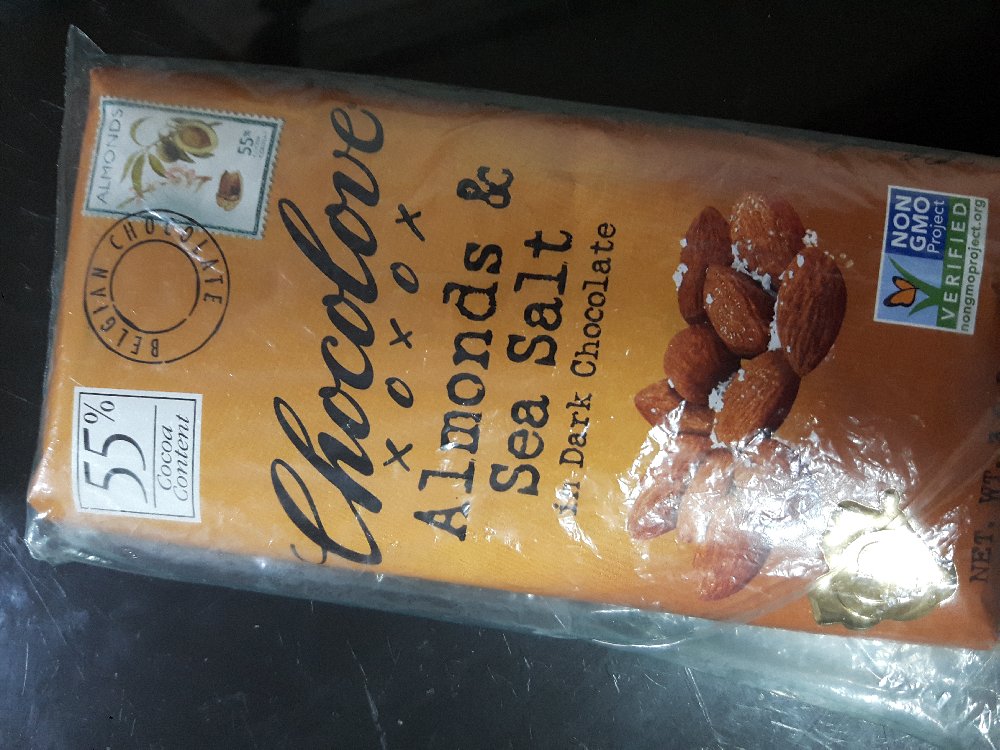 ALMONDS
55%
BELGIAN CHOCOLATE
55%
Cocoa
Content
Chocolove
x o x o x
Almonds &
Sea Salt
in Dark Chocolate
NON
GMO
Project
VERIFIED
nongmoproject.org
NET. WT.